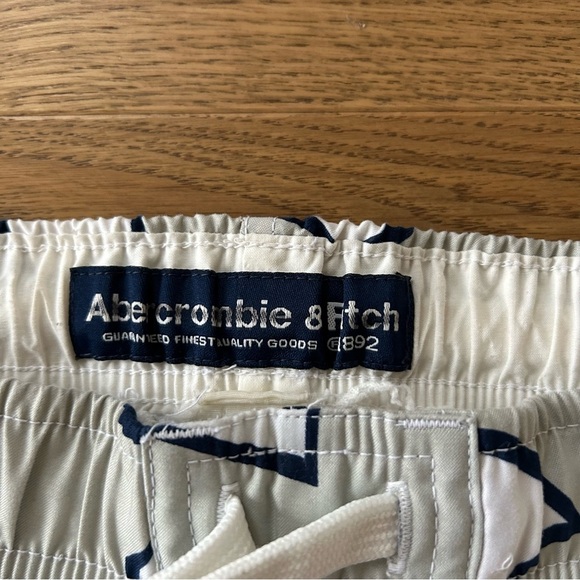 Abercrombie & Fitch
GUARANTEED FINEST QUALITY GOODS ® 1892